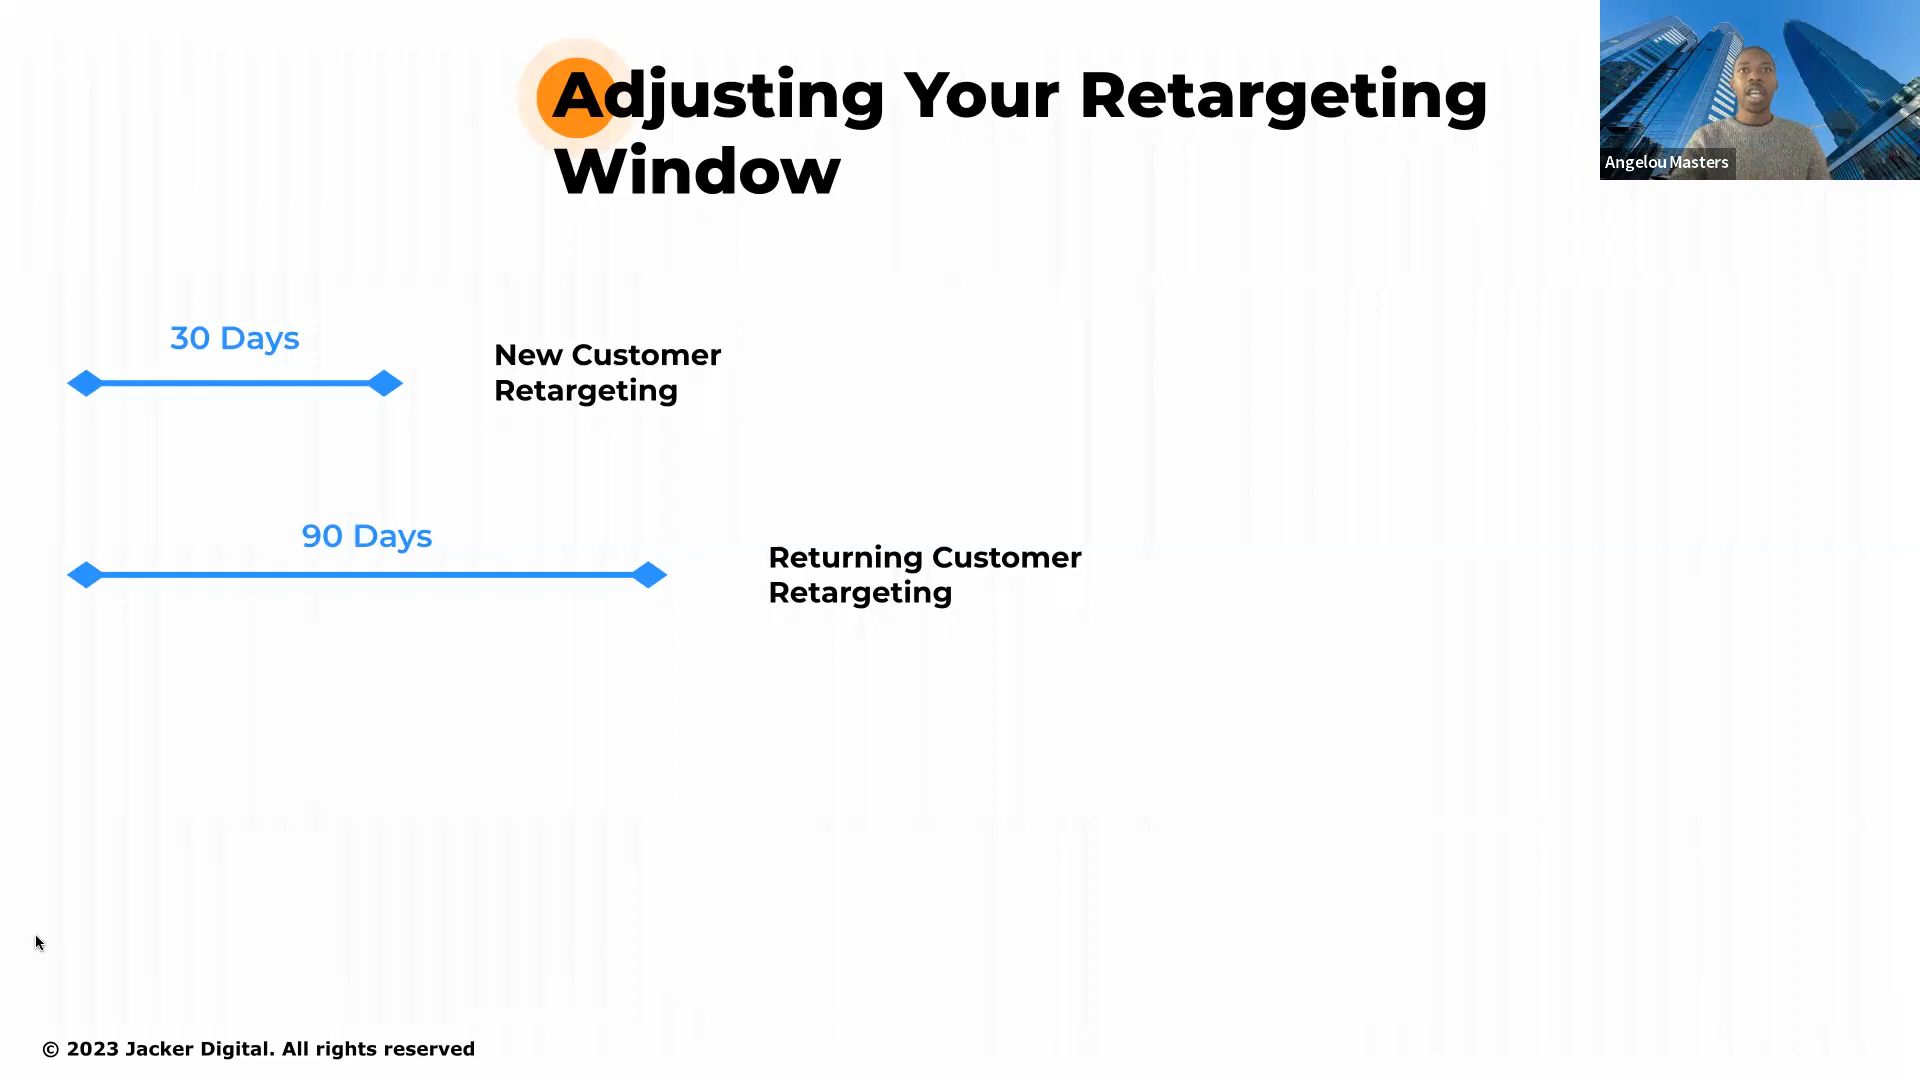 Adjusting Your Retargeting
Window
Angelou Masters
30 Days
New Customer
Retargeting
90 Days
Returning Customer
Retargeting
© 2023 Jacker Digital. All rights reserved